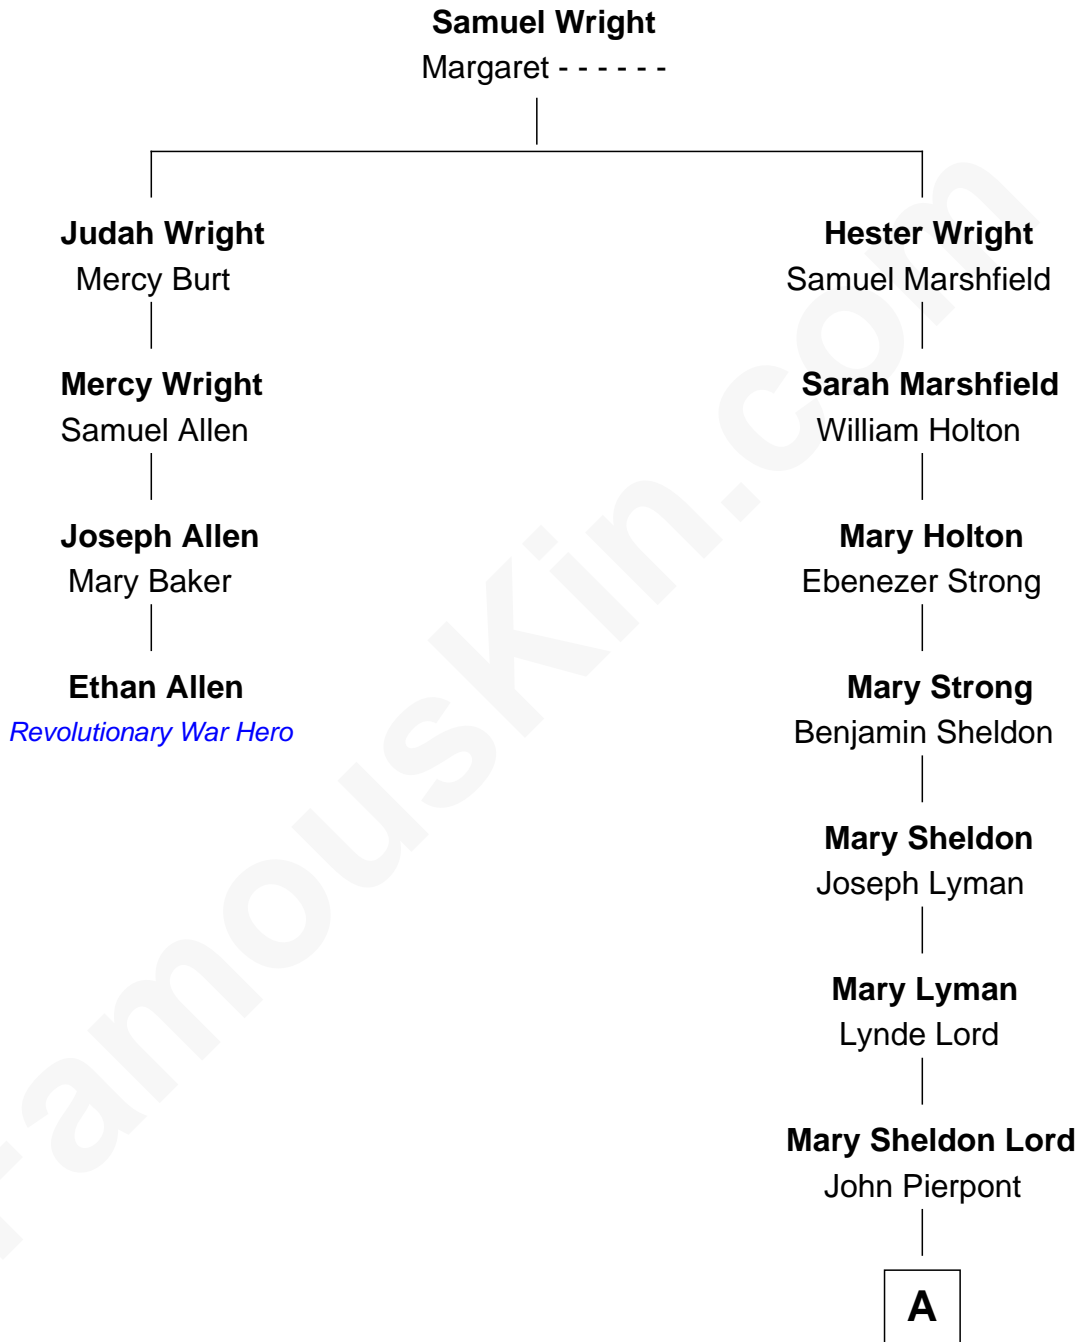 Samuel Wright
Margaret - - - - - -
Judah Wright
Mercy Burt
Hester Wright
Samuel Marshfield
Mercy Wright
Samuel Allen
Sarah Marshfield
William Holton
Joseph Allen
Mary Baker
Mary Holton
Ebenezer Strong
Ethan Allen
Revolutionary War Hero
Mary Strong
Benjamin Sheldon
Mary Sheldon
Joseph Lyman
Mary Lyman
Lynde Lord
Mary Sheldon Lord
John Pierpont
A
FamousKin.com